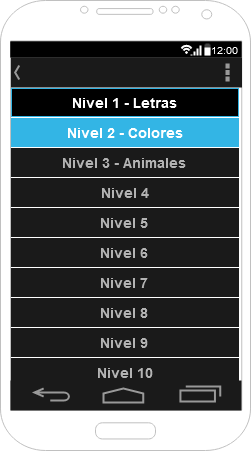 12:00
Nivel 1 - Letras
Nivel 2 - Colores
Nivel 3 - Animales
Nivel 4
Nivel 5
Nivel 6
Nivel 7
Nivel 8
Nivel 9
Nivel 10